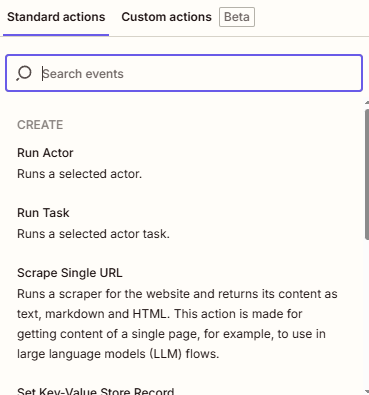 Standard actions Custom actions Beta
Search events
CREATE
Run Actor
Runs a selected actor.
Run Task
Runs a selected actor task.
Scrape Single URL
Runs a scraper for the website and returns its content as
text, markdown and HTML. This action is made for
getting content of a single page, for example, to use in
large language models (LLM) flows.
Set Key-Value Store Record